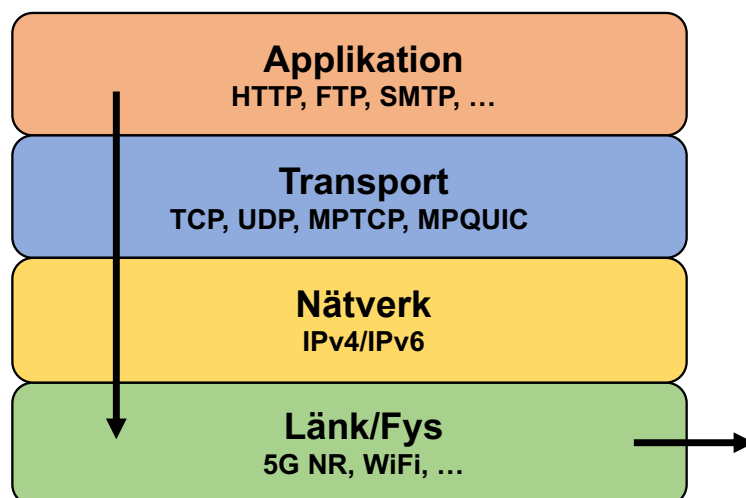 Applikation
HTTP, FTP, SMTP, …
Transport
TCP, UDP, MPTCP, MPQUIC
Nätverk
IPv4/IPv6
Länk/Fys
5G NR, WiFi, …